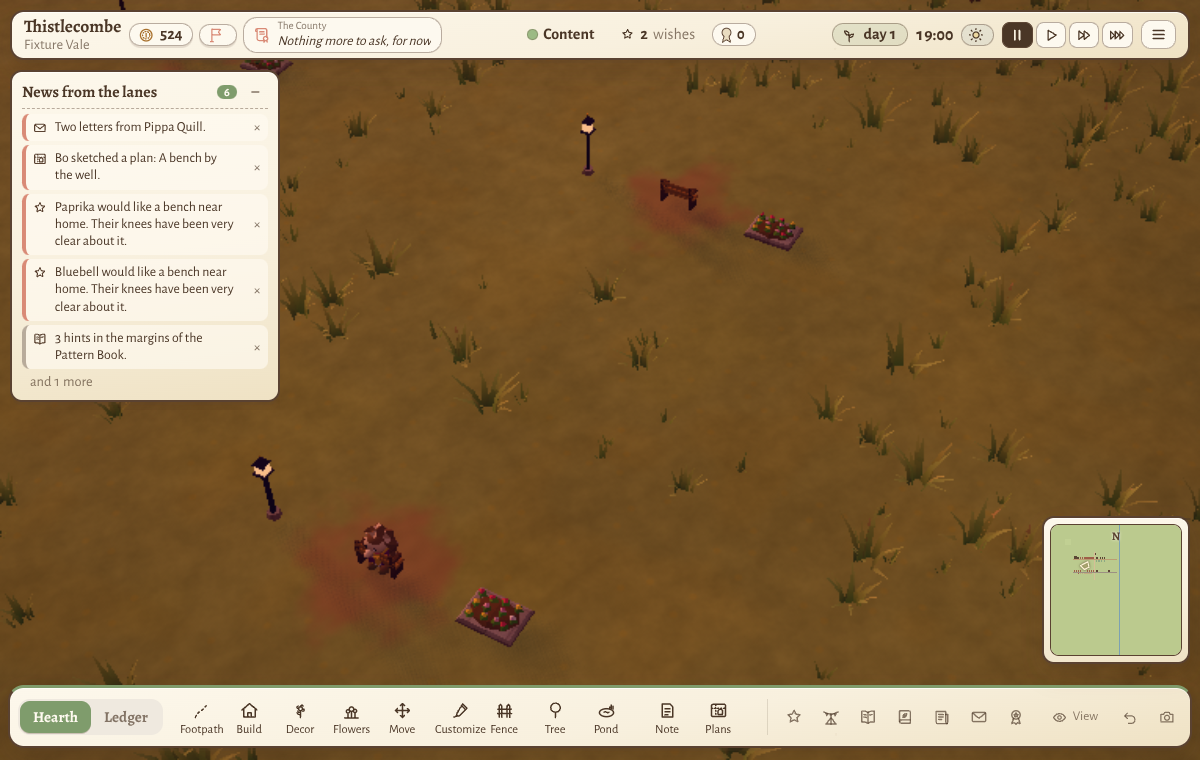 Thistlecombe
Fixture Vale
524
The County
Nothing more to ask, for now
Content
2 wishes
0
day 1
19:00
News from the lanes
6
Two letters from Pippa Quill.
Bo sketched a plan: A bench by
the well.
Paprika would like a bench near
home. Their knees have been very
clear about it.
Bluebell would like a bench near
home. Their knees have been very
clear about it.
3 hints in the margins of the
Pattern Book.
and 1 more
N
Hearth
Ledger
Footpath
Build
Decor
Flowers
Move
Customize
Fence
Tree
Pond
Note
Plans
View